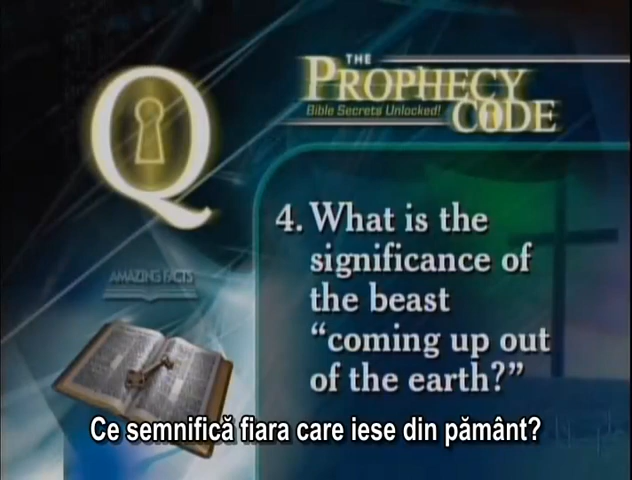 THE
PROPHECY
Bible Secrets Unlocked!
CODE
Q
4. What is the
significance of
the beast
“coming up out
of the earth?”
AMAZING FACTS
Ce semnifică fiara care iese din pământ?